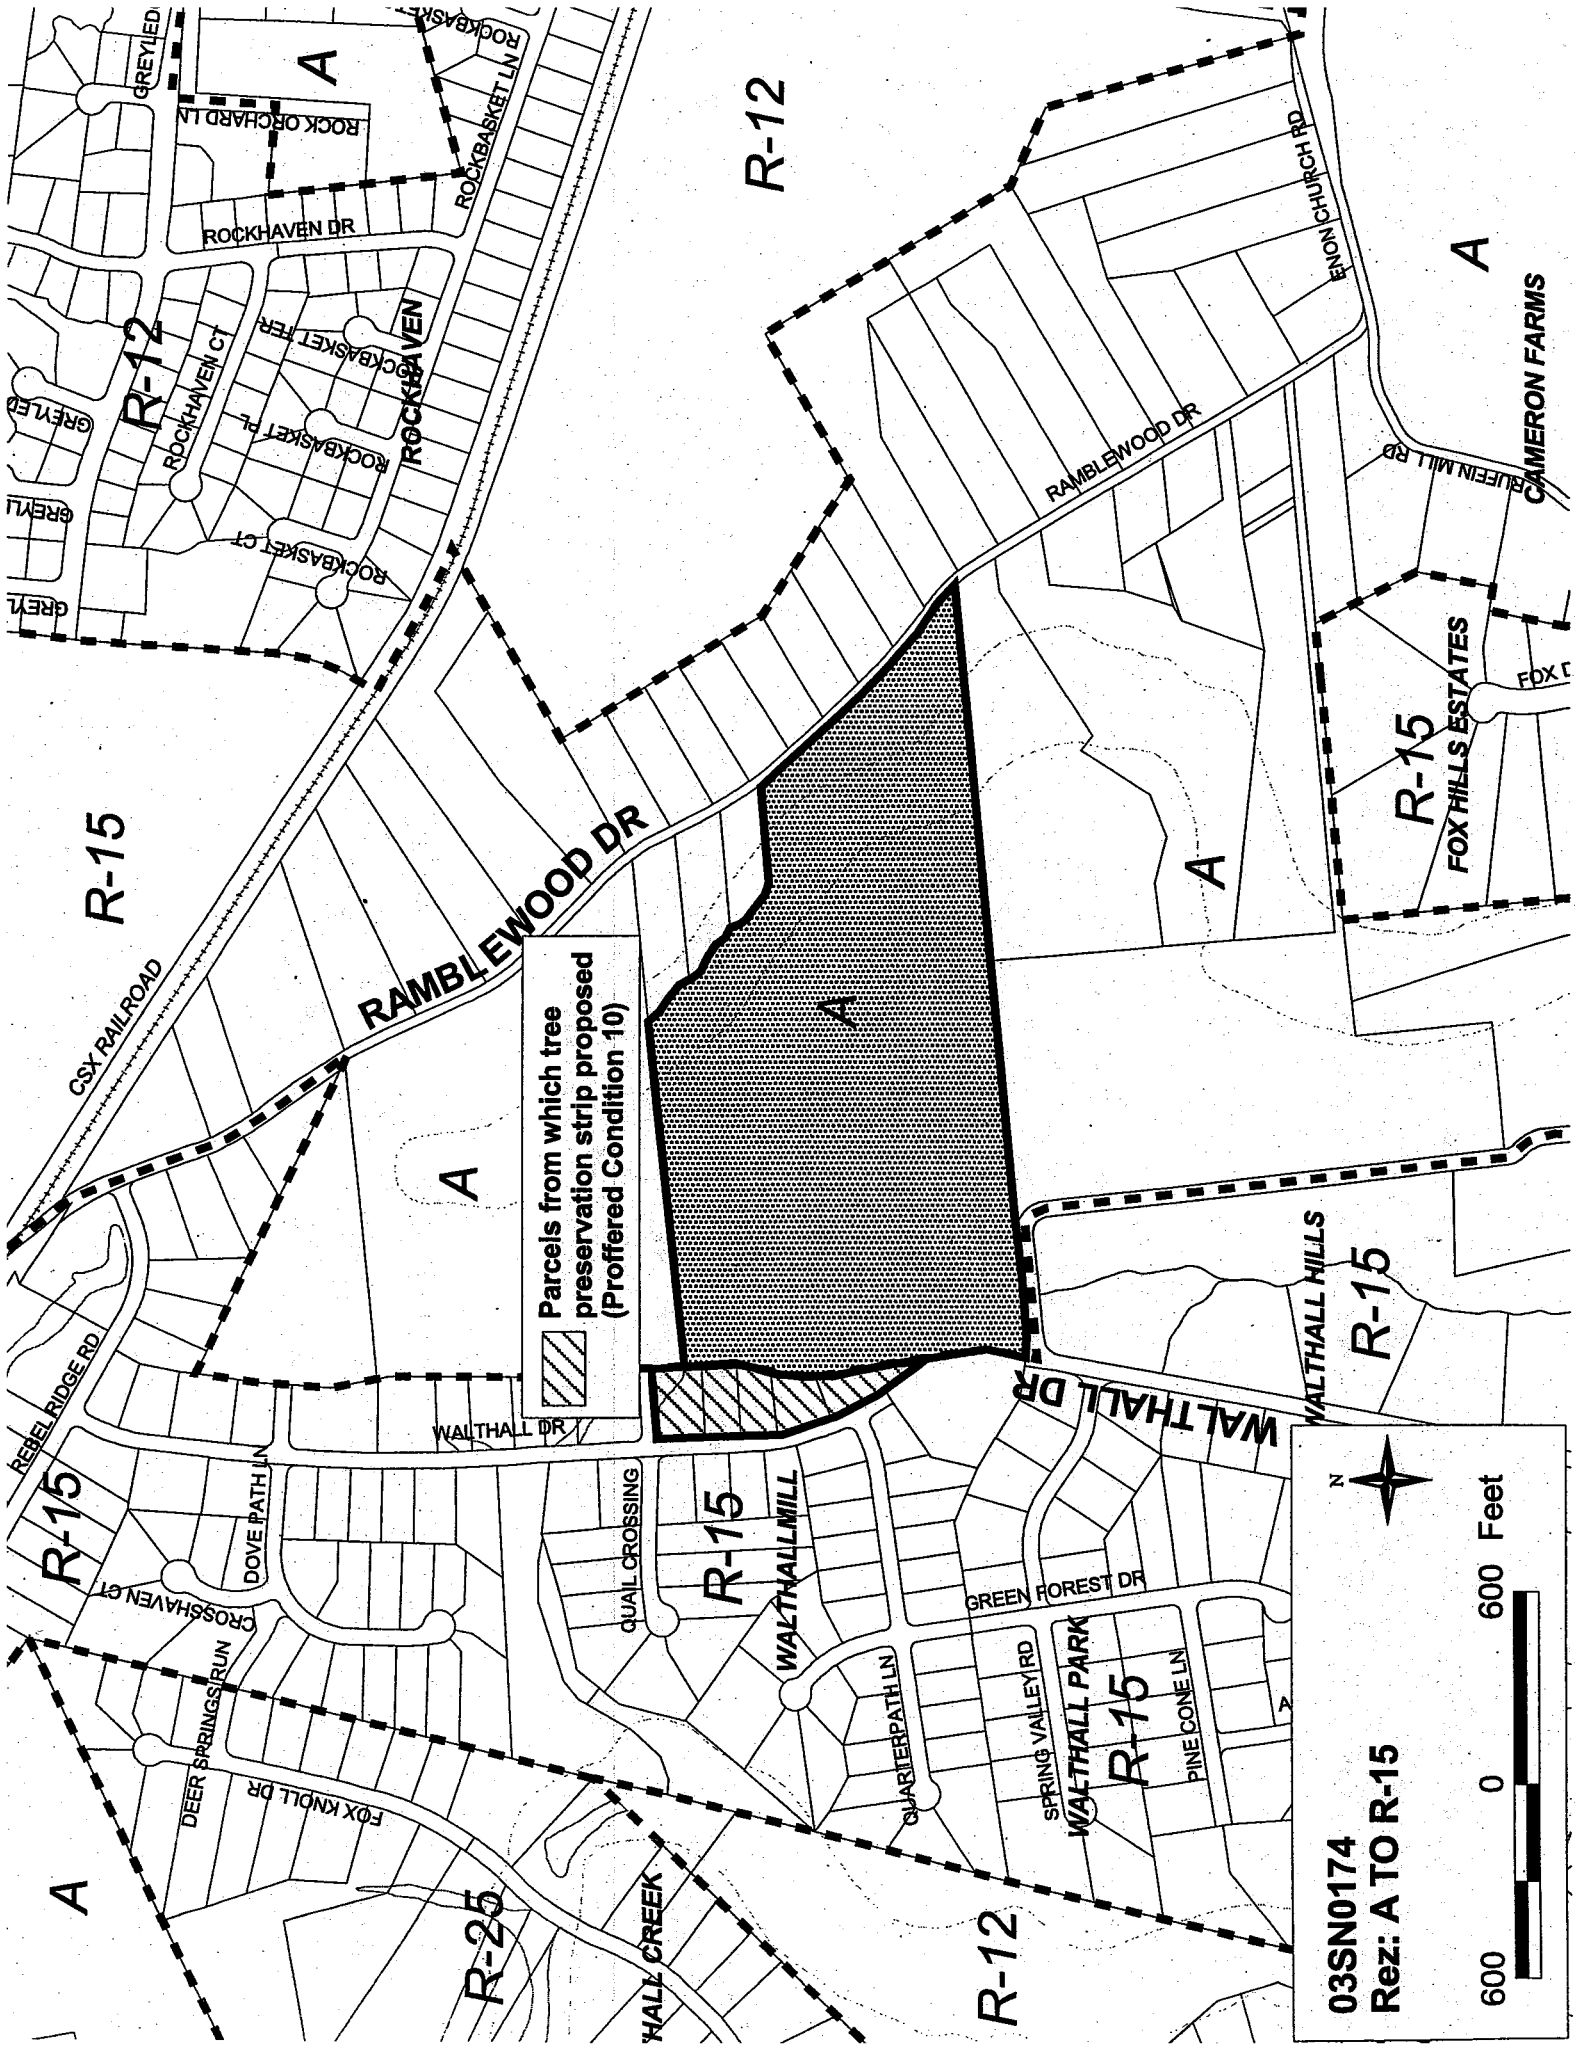 03SN0174
Rez: A TO R-15
600
0
600 Feet
N
Parcels from which tree
preservation strip proposed
(Proffered Condition 10)
CSX RAILROAD
R-15
RAMBLEWOOD DR
RAMBLEWOOD DR
R-12
A
ROCK ORCHARD LN
ROCKBASKET LN
ROCKBASKET
ROCKHAVEN DR
R-12
ROCKHAVEN CT
ROCKHAVEN
ROCKBASKET TER
ROCKBASKET PL
ROCKBASKET CT
GREYLED
GREYLED
GREYLE
GREYL
REBEL RIDGE RD
R-15
DOVE PATH LN
CROSSHAVEN CT
DEER SPRINGS RUN
FOX KNOLL DR
A
R-25
HALL CREEK
R-12
WALTHALL DR
QUAIL CROSSING
R-15
WALTHALL MILL
QUARTERPATH LN
GREEN FOREST DR
SPRING VALLEY RD
WALTHALL PARK
R-15
PINE CONE LN
A
WALTHALL DR
WALTHALL HILLS
R-15
A
A
A
R-15
FOX HILLS ESTATES
FOX D
ENON CHURCH RD
RUFFIN MILL RD
CAMERON FARMS
A